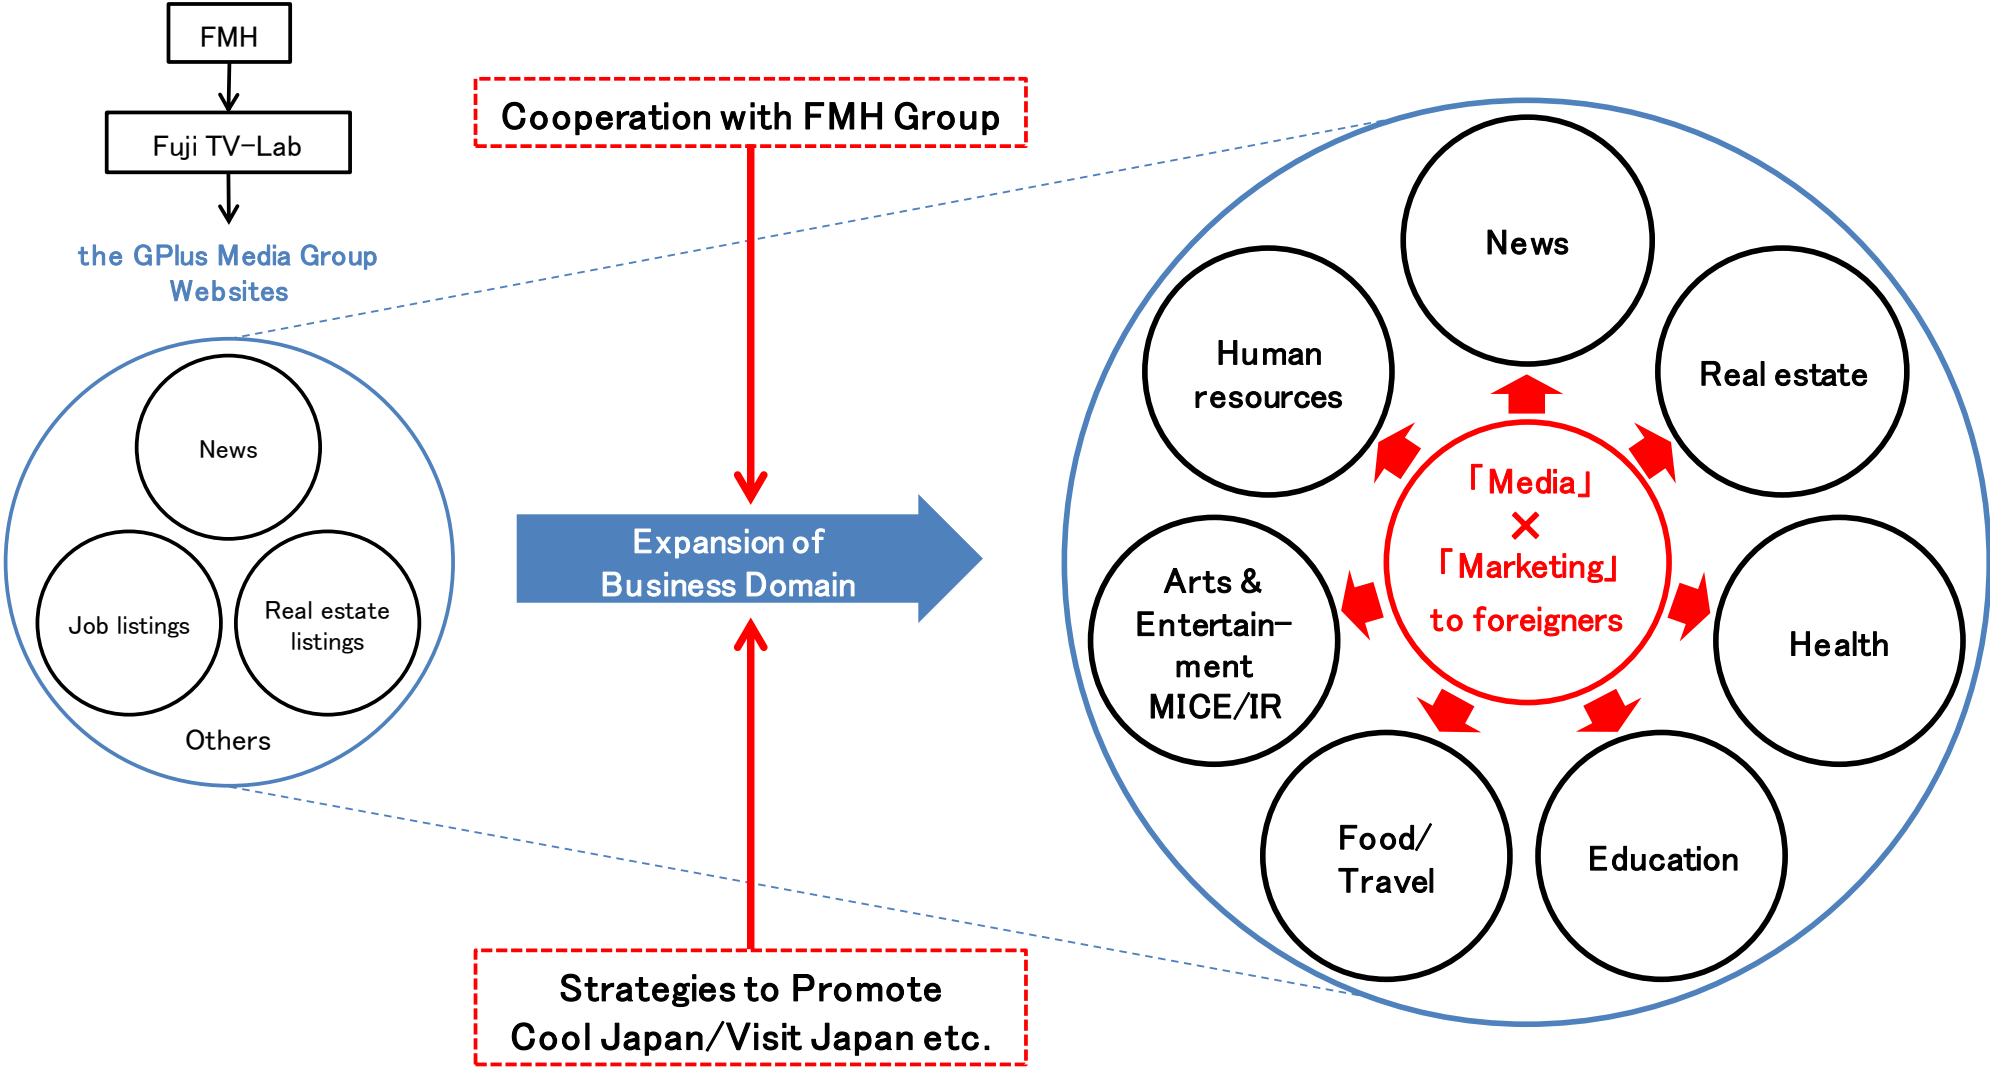 FMH
Fuji TV-Lab
the GPlus Media Group
Websites
News
Job listings
Real estate
listings
Others
Cooperation with FMH Group
Expansion of
Business Domain
Strategies to Promote
Cool Japan/Visit Japan etc.
News
Human
resources
Real estate
「Media」
×
「Marketing」
to foreigners
Arts &
Entertain-
ment
MICE/IR
Health
Food/
Travel
Education